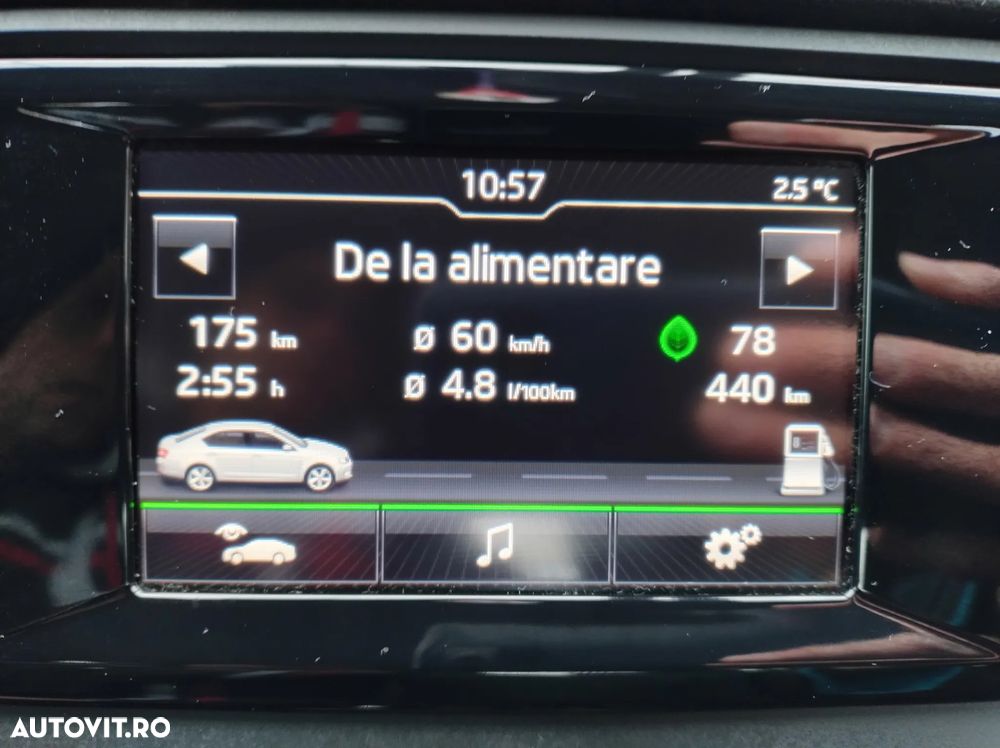 10:57
2.5 °C
De la alimentare
175 km
Ø 60 km/h
78
2:55 h
Ø 4.8 l/100km
440 km
AUTOVIT.RO